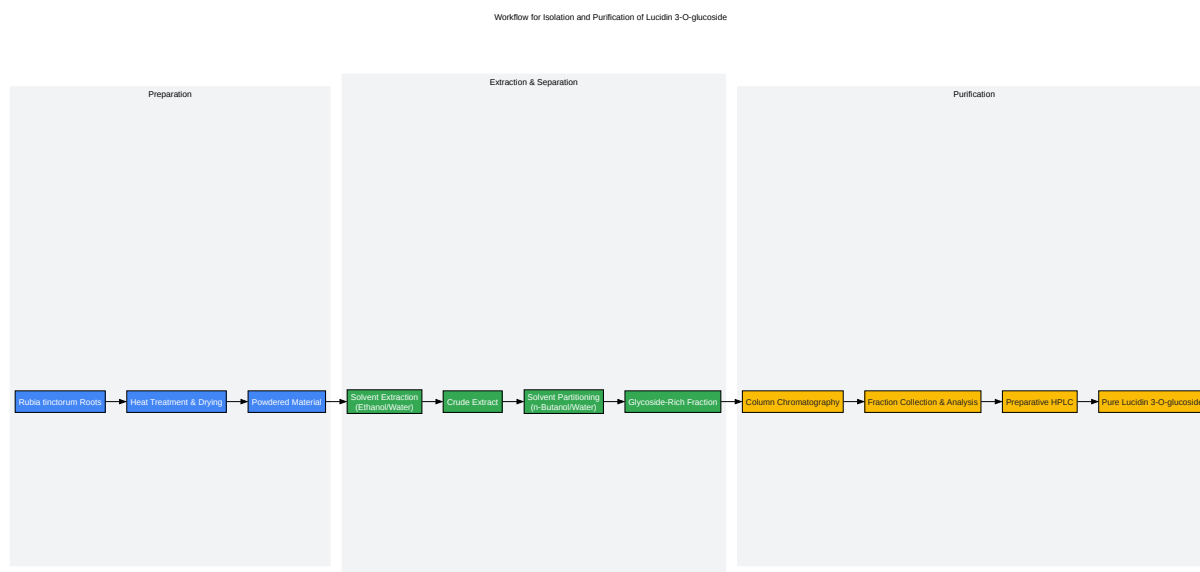 Workflow for Isolation and Purification of Lucidin 3-O-glucoside
Preparation
Extraction & Separation
Purification
Rubia tinctorum Roots
Heat Treatment & Drying
Powdered Material
Solvent Extraction
(Ethanol/Water)
Crude Extract
Solvent Partitioning
(n-Butanol/Water)
Glycoside-Rich Fraction
Column Chromatography
Fraction Collection & Analysis
Preparative HPLC
Pure Lucidin 3-O-glucoside